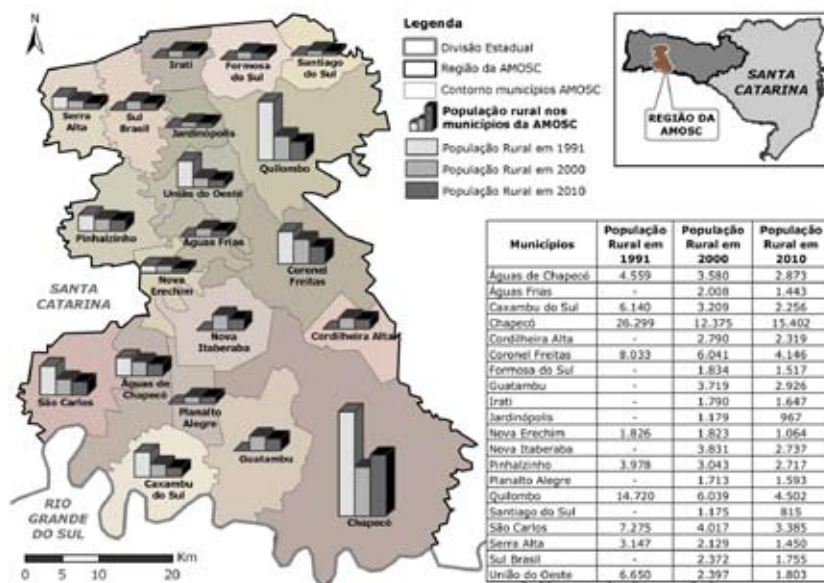 N
Legenda
Divisão Estadual
Região da AMOSC
Contorno municípios AMOSC
População rural nos
municípios da AMOSC
População Rural em 1991
População Rural em 2000
População Rural em 2010
SANTA
CATARINA
REGIÃO DA
AMOSC
Irati
Formosa
do Sul
Santiago
do Sul
Serra
Alta
Sul
Brasil
Jardinópolis
Quilombo
União do Oeste
Pinhalzinho
Águas Frias
Coronel
Freitas
Nova
Erechim
SANTA
CATARINA
Nova
Itaberaba
Cordilheira Alta
São Carlos
Águas de
Chapecó
Planalto
Alegre
Guatambu
Caxambu
do Sul
Chapecó
RIO
GRANDE
DO SUL
Km
0 5 10 20
Municípios População Rural em 1991 População Rural em 2000 População Rural em 2010
Águas de Chapecó 4.559 3.580 2.873
Águas Frias - 2.008 1.443
Caxambu do Sul 6.140 3.209 2.256
Chapecó 26.299 12.375 15.402
Cordilheira Alta - 2.790 2.319
Coronel Freitas 8.033 6.041 4.146
Formosa do Sul - 1.834 1.517
Guatambu - 3.719 2.926
Irati - 1.790 1.647
Jardinópolis - 1.179 967
Nova Erechim 1.826 1.823 1.064
Nova Itaberaba - 3.831 2.737
Pinhalzinho 3.978 3.043 2.717
Planalto Alegre - 1.713 1.593
Quilombo 14.720 6.039 4.502
Santiago do Sul - 1.175 815
São Carlos 7.275 4.017 3.385
Serra Alta 3.147 2.129 1.450
Sul Brasil - 2.372 1.755
União do Oeste 6.650 2.397 1.803